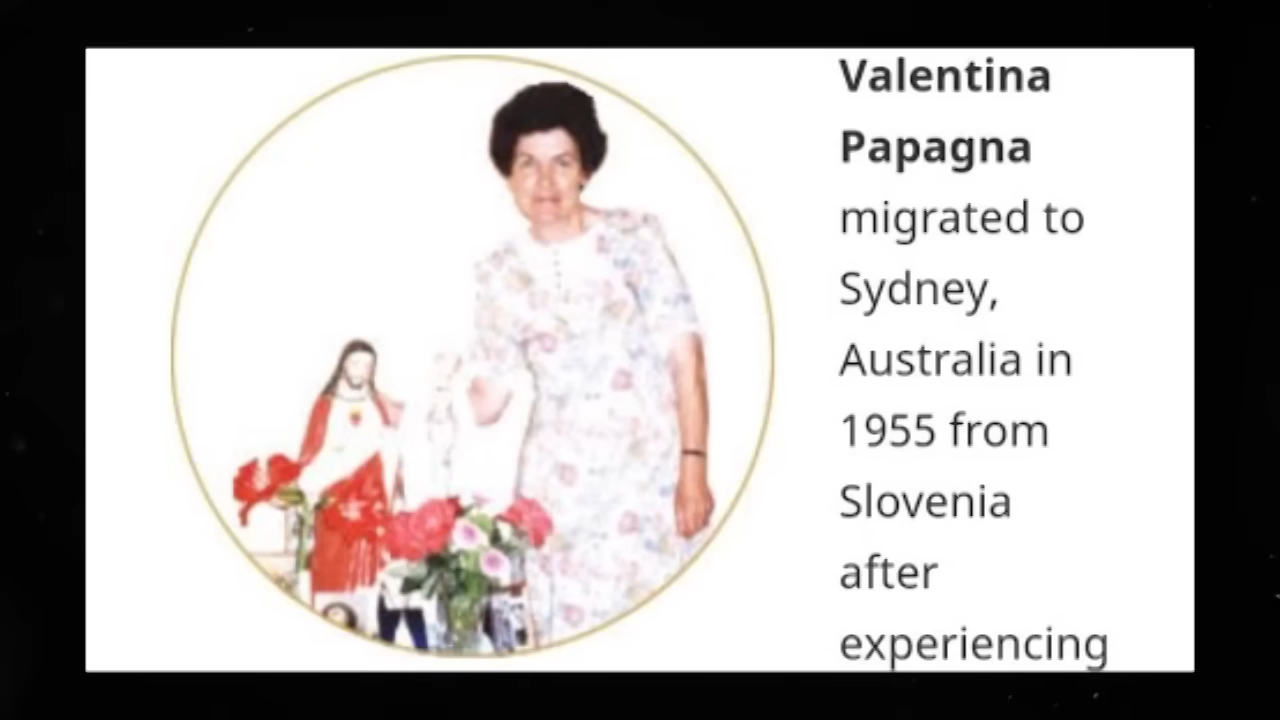 Valentina
Papagna
migrated to
Sydney,
Australia in
1955 from
Slovenia
after
experiencing